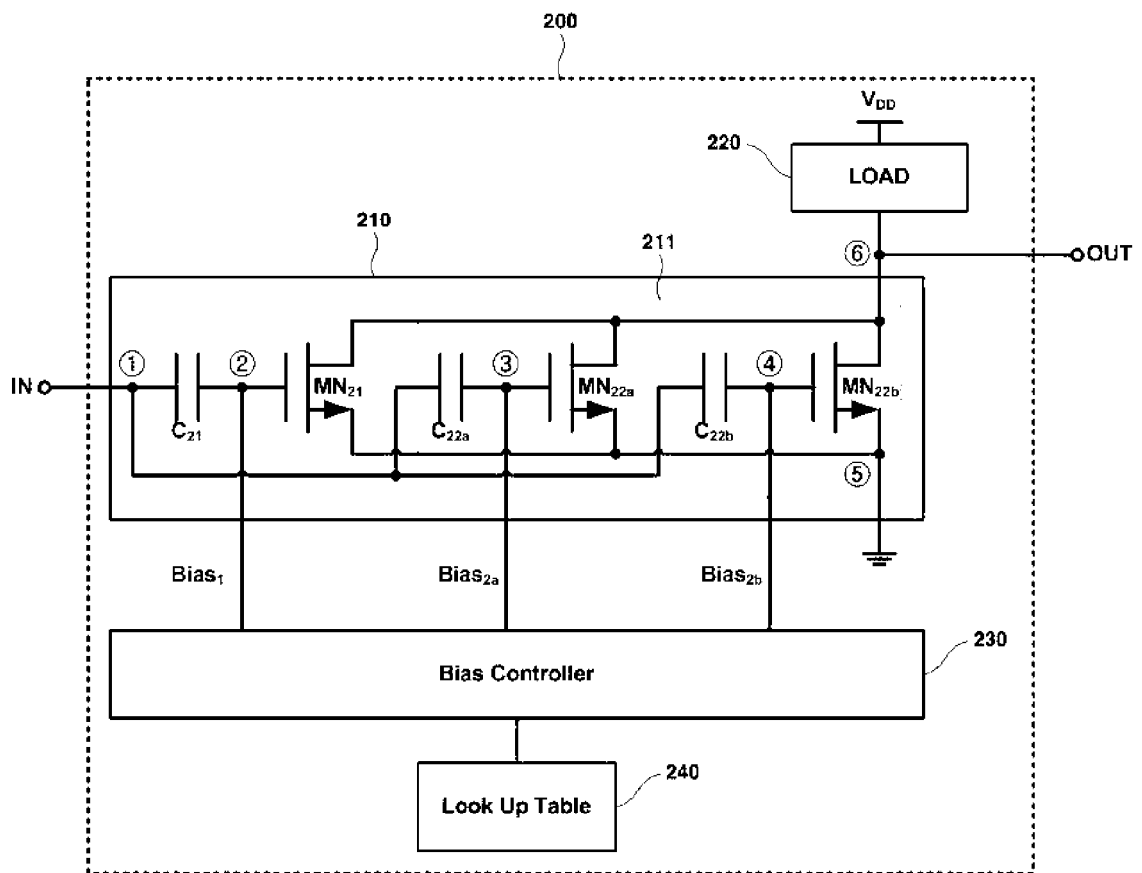 200
V_DD
220
LOAD
210
211
⑥
OUT
①
②
③
④
IN
MN_21
MN_22a
MN_22b
C_21
C_22a
C_22b
⑤
Bias_1
Bias_2a
Bias_2b
230
Bias Controller
240
Look Up Table